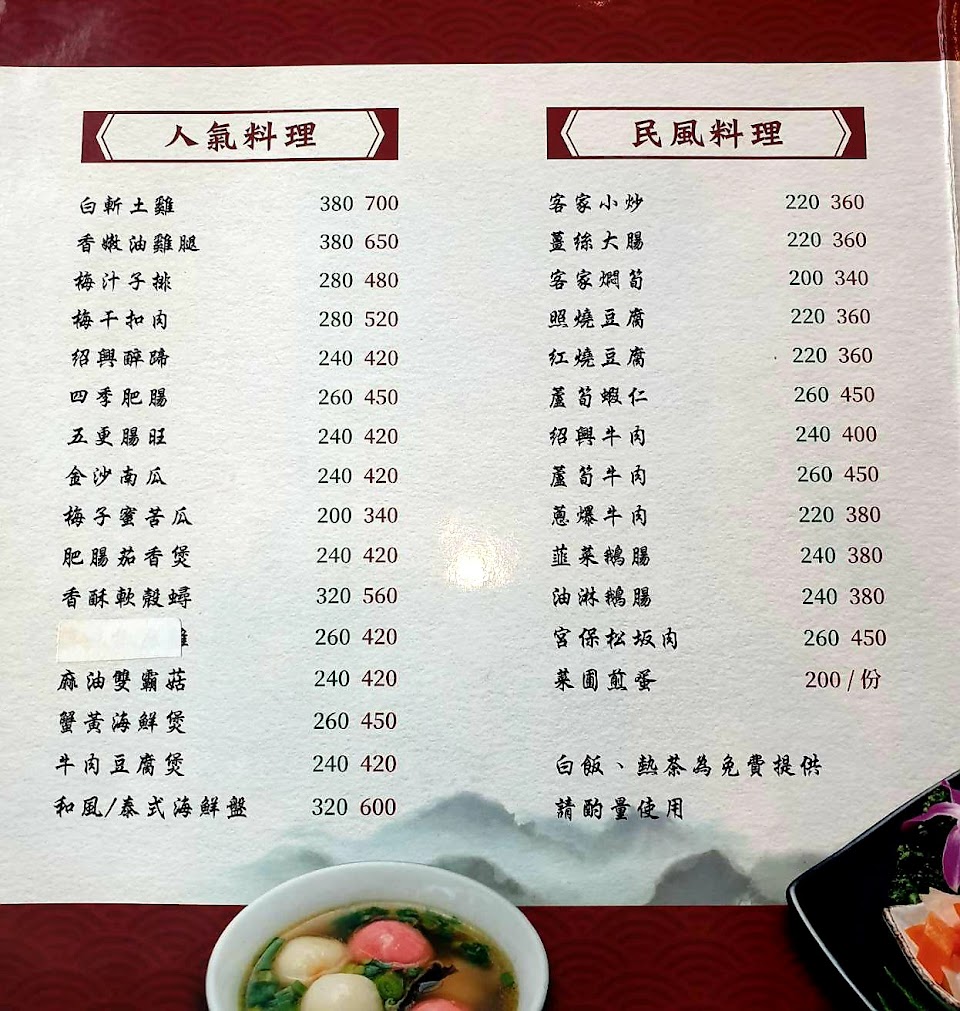 人氣料理
白斬土雞 380 700
香嫩油雞腿 380 650
梅汁子排 280 480
梅干扣肉 280 520
紹興醉蹄 240 420
四季肥腸 260 450
五更腸旺 240 420
金沙南瓜 240 420
梅子蜜苦瓜 200 340
肥腸茄香煲 240 420
香酥軟殼蟳 320 560
雞 260 420
麻油雙霸菇 240 420
蟹黃海鮮煲 260 450
牛肉豆腐煲 240 420
和風/泰式海鮮盤 320 600
民風料理
客家小炒 220 360
薑絲大腸 220 360
客家燜筍 200 340
照燒豆腐 220 360
紅燒豆腐 220 360
蘆筍蝦仁 260 450
紹興牛肉 240 400
蘆筍牛肉 260 450
蔥爆牛肉 220 380
韮菜鵝腸 240 380
油淋鵝腸 240 380
宮保松坂肉 260 450
菜圃煎蛋 200/份
白飯、熱茶為免費提供
請酌量使用